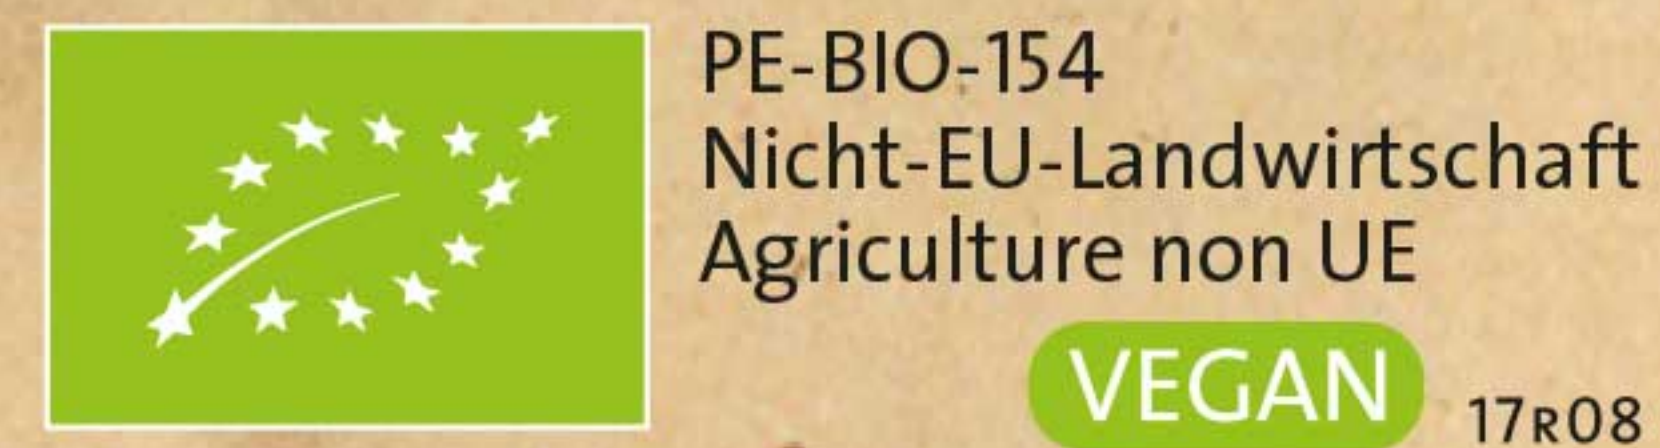 PE-BIO-154
Nicht-EU-Landwirtschaft
Agriculture non UE
VEGAN
17R08